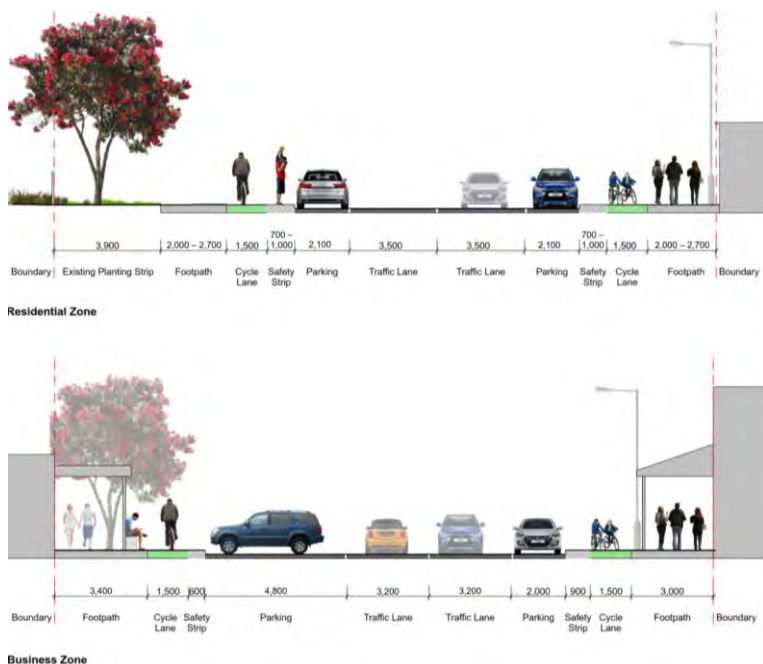 700 – 700 –
3,900 2,000 – 2,700 1,500 1,000 2,100 3,500 3,500 2,100 1,000 1,500 2,000 – 2,700
Boundary Existing Planting Strip Footpath Cycle Safety Parking Traffic Lane Traffic Lane Parking Safety Cycle Footpath Boundary
Lane Strip Strip Lane
Residential Zone
3,400 1,500 600 4,800 3,200 3.200 2,000 900 1,500 3,000
Boundary Footpath Cycle Safety Parking Traffic Lane Traffic Lane Parking Safety Cycle Footpath Boundary
Lane Strip Strip Lane
Business Zone